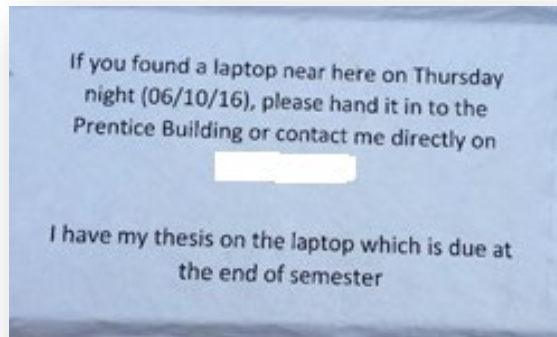 If you found a laptop near here on Thursday
night (06/10/16), please hand it in to the
Prentice Building or contact me directly on
I have my thesis on the laptop which is due at
the end of semester